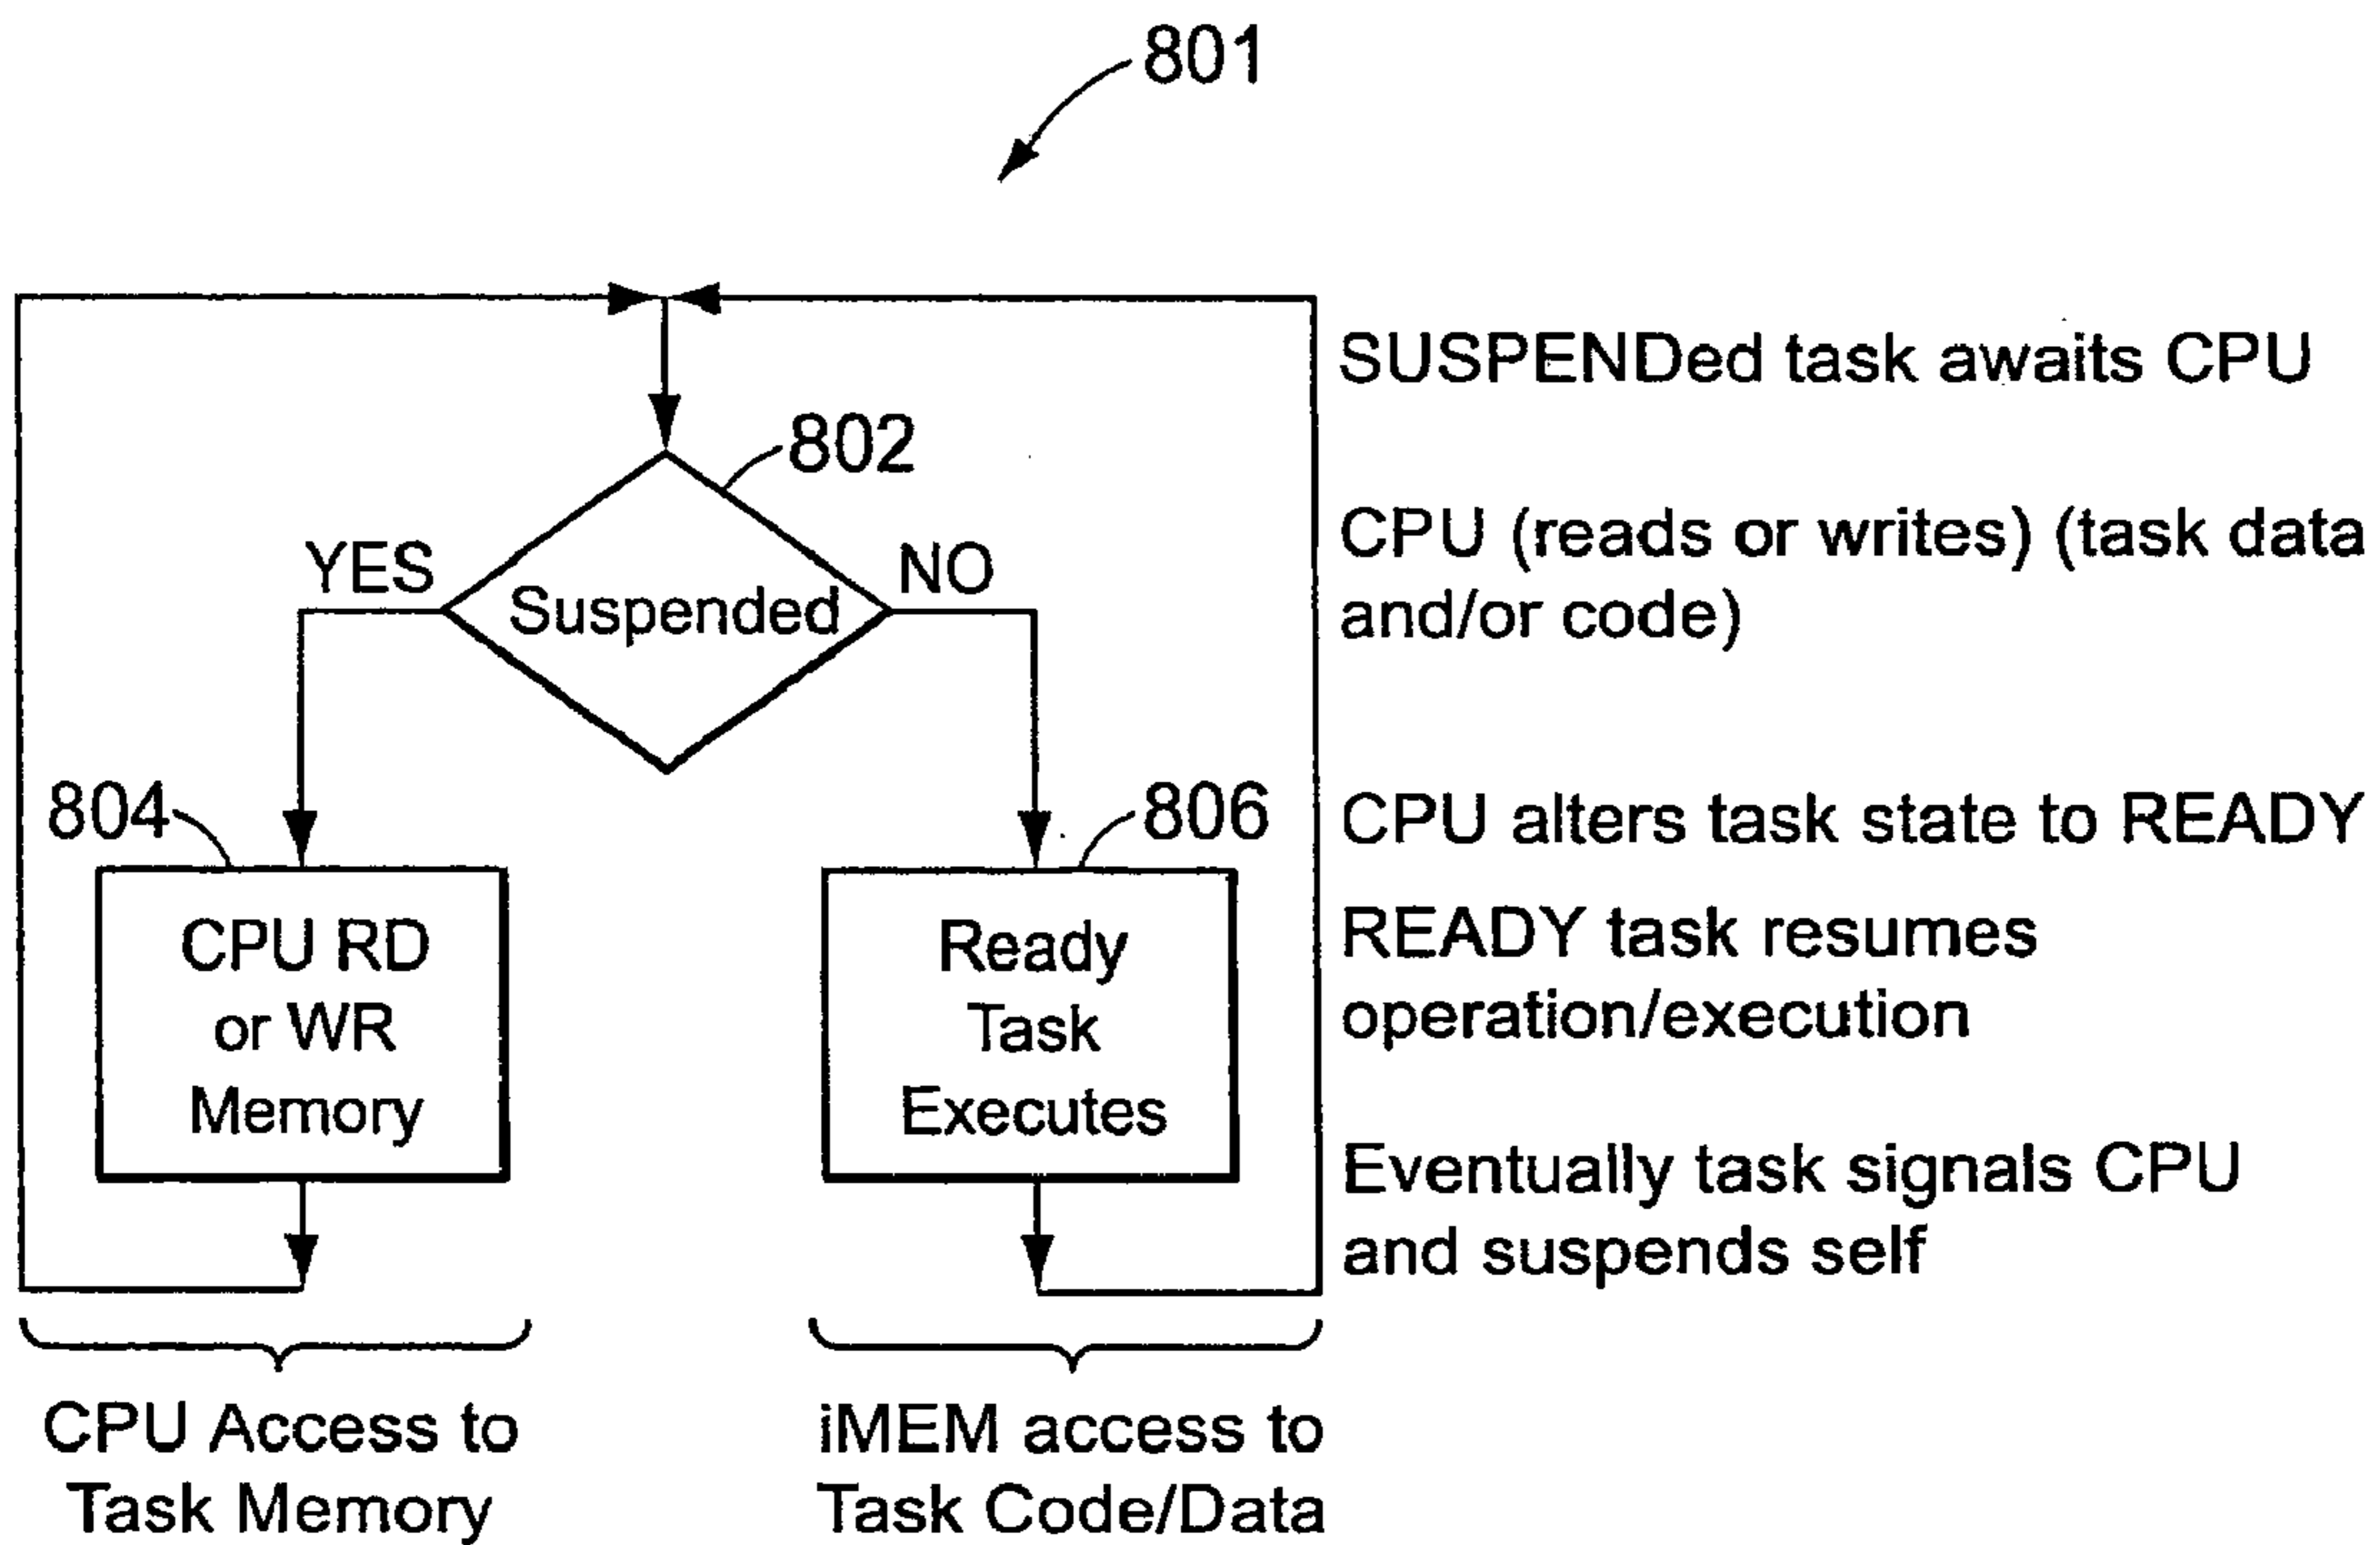 801
802
YES
NO
Suspended
804
806
CPU RD
or WR
Memory
Ready
Task
Executes
SUSPENDed task awaits CPU
CPU (reads or writes) (task data
and/or code)
CPU alters task state to READY
READY task resumes
operation/execution
Eventually task signals CPU
and suspends self
CPU Access to
Task Memory
iMEM access to
Task Code/Data